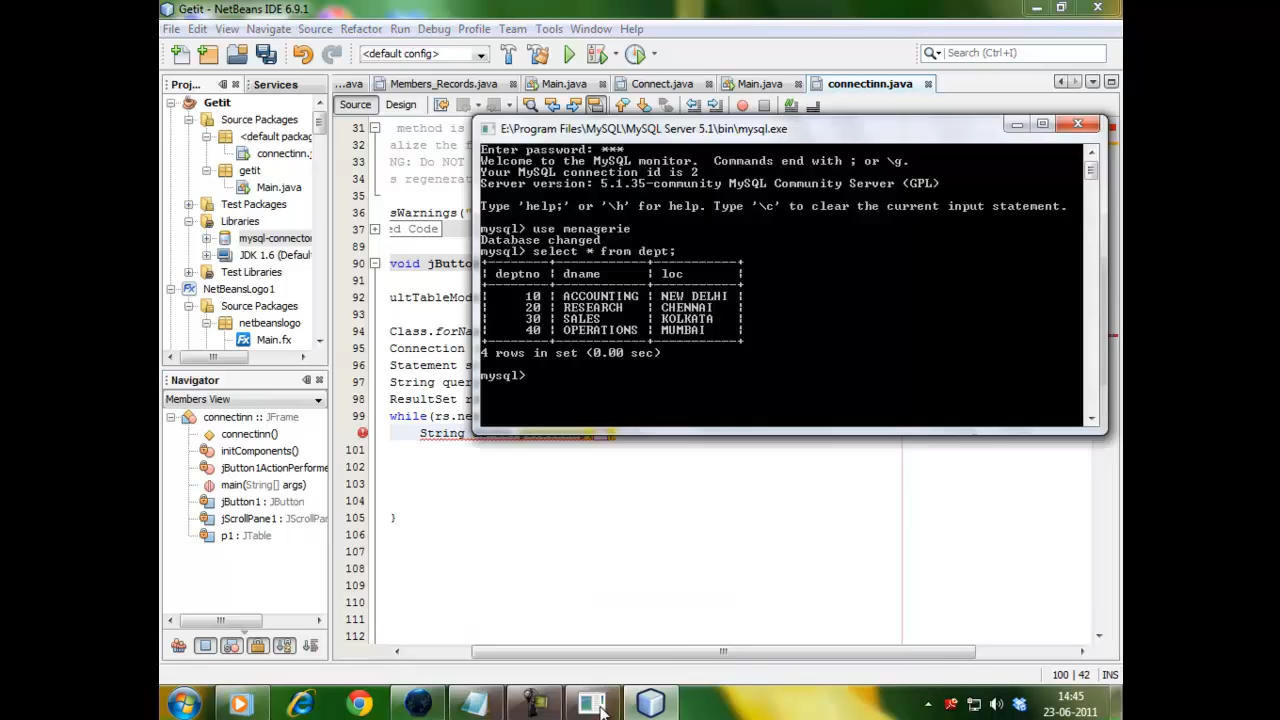 Getit - NetBeans IDE 6.9.1
File Edit View Navigate Source Refactor Run Debug Profile Team Tools Window Help
<default config>
Search (Ctrl+I)
Proj...
Services
...ava
Members_Records.java
Main.java
Connect.java
Main.java
connectinn.java
Source
Design
Getit
Source Packages
<default packag
connectinn.j
getit
Main.java
Test Packages
Libraries
mysql-connector
JDK 1.6 (Defau
Test Libraries
NetBeansLogo1
Source Packages
netbeanslogo
Main.fx
Navigator
Members View
connectinn :: JFrame
connectinn()
initComponents()
jButton1ActionPerforme
main(String[] args)
jButton1 : JButton
jScrollPane1 : JScrollPan
p1 : JTable
31 method is
32 alize the f
33 NG: Do NOT
34 s regenerat
35
36 sWarnings("
37 ed Code
89
90 void jButto
91
92 ultTableMod
93
94 Class.forNa
95 Connection
96 Statement s
97 String quer
98 ResultSet r
99 while(rs.ne
String
101
102
103
104
105 }
106
107
108
109
110
111
112
E:\Program Files\MySQL\MySQL Server 5.1\bin\mysql.exe
Enter password: ***
Welcome to the MySQL monitor. Commands end with ; or \g.
Your MySQL connection id is 2
Server version: 5.1.35-community MySQL Community Server (GPL)
Type 'help;' or '\h' for help. Type '\c' to clear the current input statement.
mysql> use menagerie
Database changed
mysql> select * from dept;
+--------+------------+-----------+
| deptno | dname | loc |
+--------+------------+-----------+
| 10 | ACCOUNTING | NEW DELHI |
| 20 | RESEARCH | CHENNAI |
| 30 | SALES | KOLKATA |
| 40 | OPERATIONS | MUMBAI |
+--------+------------+-----------+
4 rows in set (0.00 sec)
mysql>
100 | 42 INS
14:45
23-06-2011